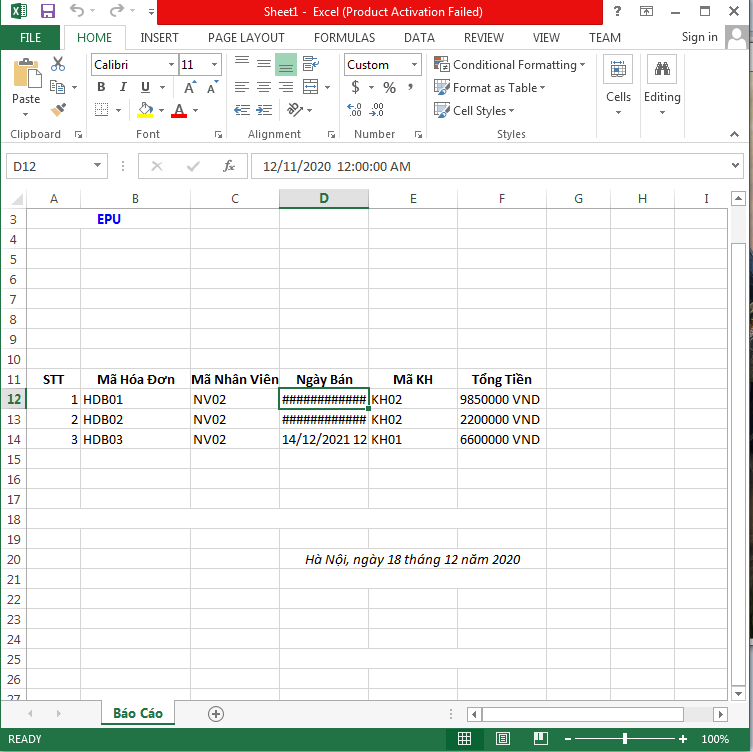 Sheet1 - Excel (Product Activation Failed)
FILE HOME INSERT PAGE LAYOUT FORMULAS DATA REVIEW VIEW TEAM Sign in
Paste
Calibri 11
B I U A A
A
Custom
$ % ,
.00 .0
Conditional Formatting
Format as Table
Cell Styles
Cells
Editing
Clipboard Font Alignment Number Styles
D12 fx 12/11/2020 12:00:00 AM
A B C D E F G H I
3 EPU
4
5
6
7
8
9
10
11 STT Mã Hóa Đơn Mã Nhân Viên Ngày Bán Mã KH Tổng Tiền
12 1 HDB01 NV02 ############ KH02 9850000 VND
13 2 HDB02 NV02 ############ KH02 2200000 VND
14 3 HDB03 NV02 14/12/2021 12 KH01 6600000 VND
15
16
17
18
19
20 Hà Nội, ngày 18 tháng 12 năm 2020
21
22
23
24
25
26
27
Báo Cáo
READY 100%